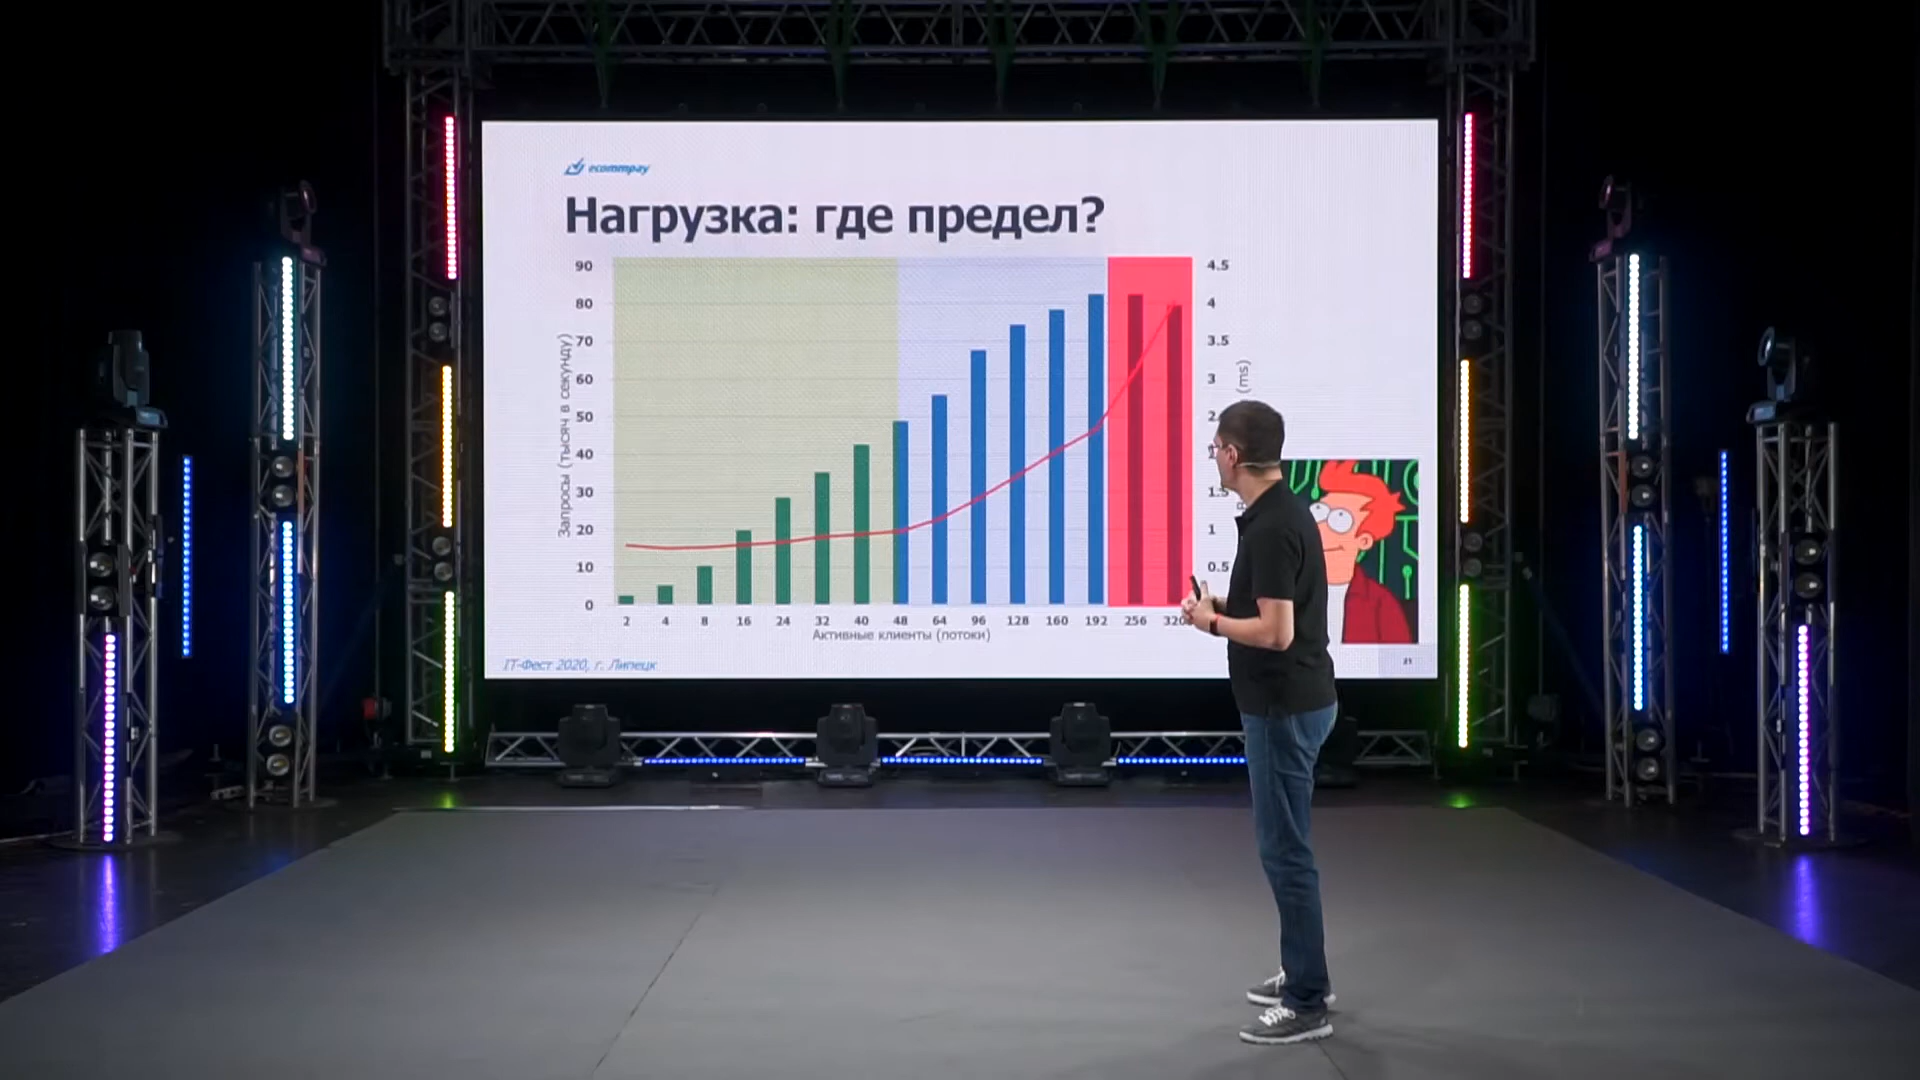 ecommpay
Нагрузка: где предел?
90
80
70
60
50
40
30
20
10
0
Запросы (тысяч в секунду)
4.5
4
3.5
3
1
0.5
(ms)
2 4 8 16 24 32 40 48 64 96 128 160 192 256 320
Активные клиенты (потоки)
IT-Фест 2020, г. Липецк
21